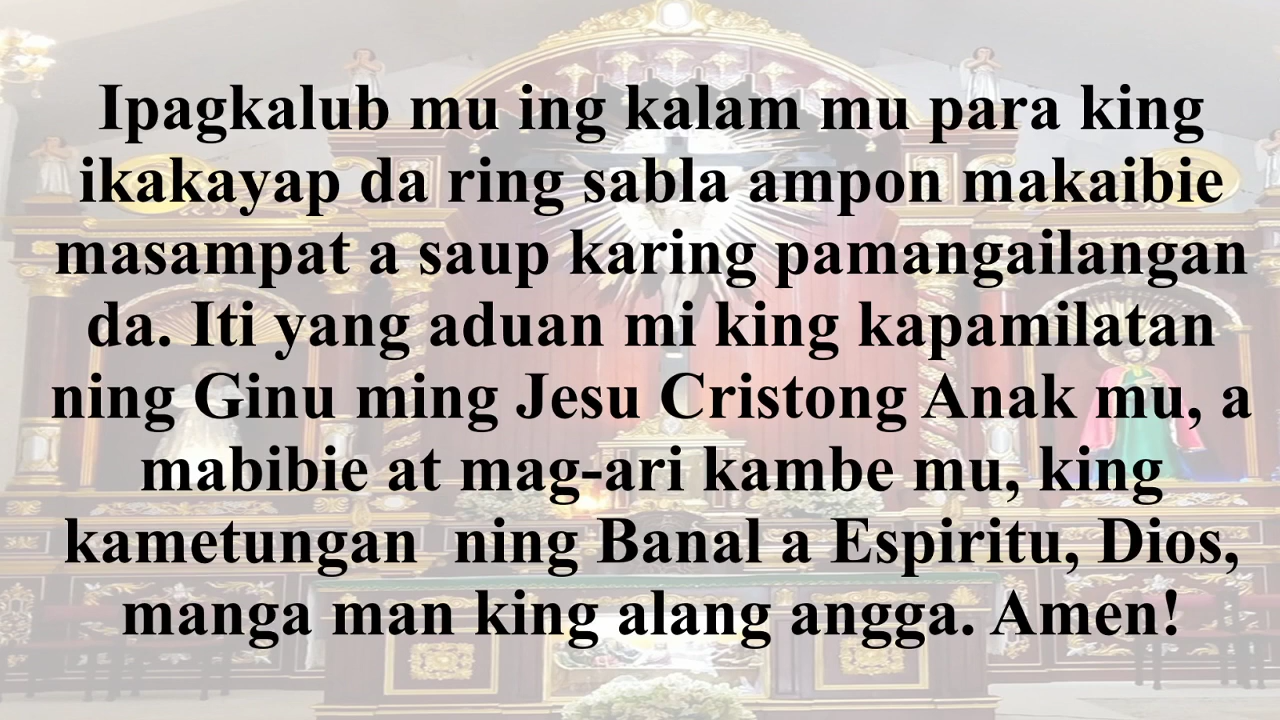 Ipagkalub mu ing kalam mu para king
ikakayap da ring sabla ampon makaibie
masampat a saup karing pamangailangan
da. Iti yang aduan mi king kapamilatan
ning Ginu ming Jesu Cristong Anak mu, a
mabibie at mag-ari kambe mu, king
kametungan  ning Banal a Espiritu, Dios,
manga man king alang angga. Amen!